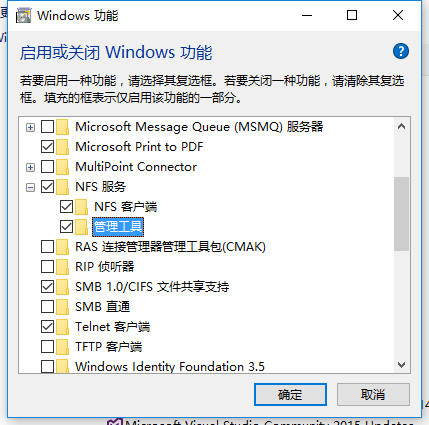 Windows 功能
启用或关闭 Windows 功能
若要启用一种功能，请选择其复选框。若要关闭一种功能，请清除其复选
框。填充的框表示仅启用该功能的一部分。
Microsoft Message Queue (MSMQ) 服务器
Microsoft Print to PDF
MultiPoint Connector
NFS 服务
NFS 客户端
管理工具
RAS 连接管理器管理工具包(CMAK)
RIP 侦听器
SMB 1.0/CIFS 文件共享支持
SMB 直通
Telnet 客户端
TFTP 客户端
Windows Identity Foundation 3.5
确定
取消
Microsoft Visual Studio Community 2015 Updates